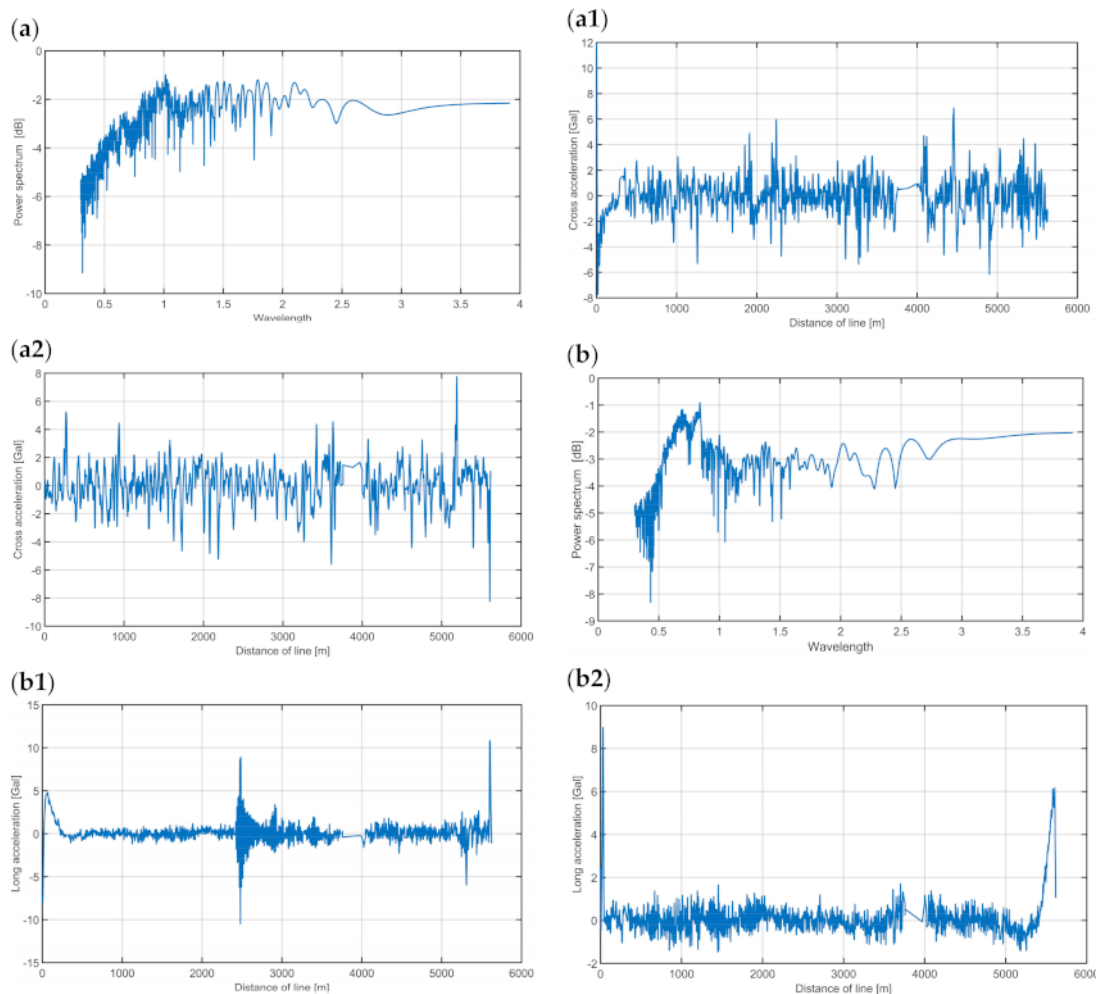 (a)
0
-2
-4
-6
-8
-10
Power spectrum [dB]
0 0.5 1 1.5 2 2.5 3 3.5 4
Wavelength
(a1)
12
10
8
6
4
2
0
-2
-4
-6
-8
Cross acceleration [Gal]
0 1000 2000 3000 4000 5000 6000
Distance of line [m]
(a2)
8
6
4
2
0
-2
-4
-6
-8
-10
Cross acceleration [Gal]
0 1000 2000 3000 4000 5000 6000
Distance of line [m]
(b)
0
-1
-2
-3
-4
-5
-6
-7
-8
-9
Power spectrum [dB]
0 0.5 1 1.5 2 2.5 3 3.5 4
Wavelength
(b1)
15
10
5
0
-5
-10
-15
Long acceleration [Gal]
0 1000 2000 3000 4000 5000 6000
Distance of line [m]
(b2)
10
8
6
4
2
0
-2
Long acceleration [Gal]
0 1000 2000 3000 4000 5000 6000
Distance of line [m]